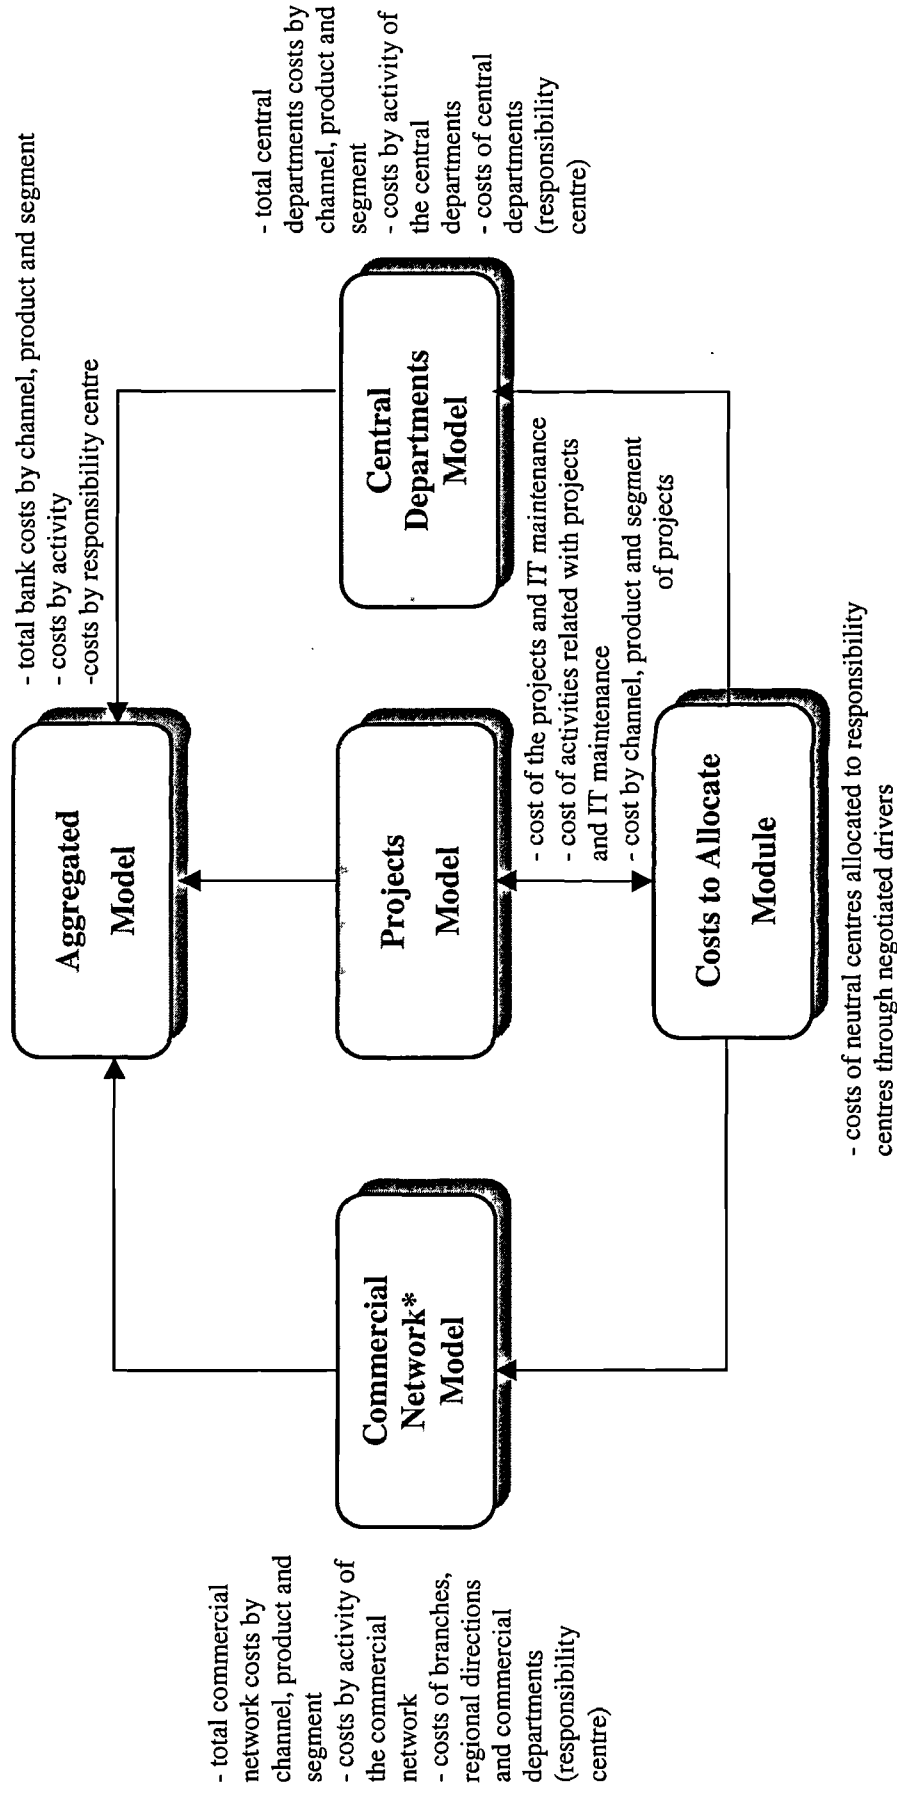 - total bank costs by channel, product and segment
- costs by activity
-costs by responsibility centre
Aggregated
Model
- total commercial
network costs by
channel, product and
segment
- costs by activity of
the commercial
network
- costs of branches,
regional directions
and commercial
departments
(responsibility
centre)
Commercial
Network*
Model
Projects
Model
Central
Departments
Model
- total central
departments costs by
channel, product and
segment
- costs by activity of
the central
departments
- costs of central
departments
(responsibility
centre)
- cost of the projects and IT maintenance
- cost of activities related with projects
and IT maintenance
- cost by channel, product and segment
of projects
Costs to Allocate
Module
- costs of neutral centres allocated to responsibility
centres through negotiated drivers